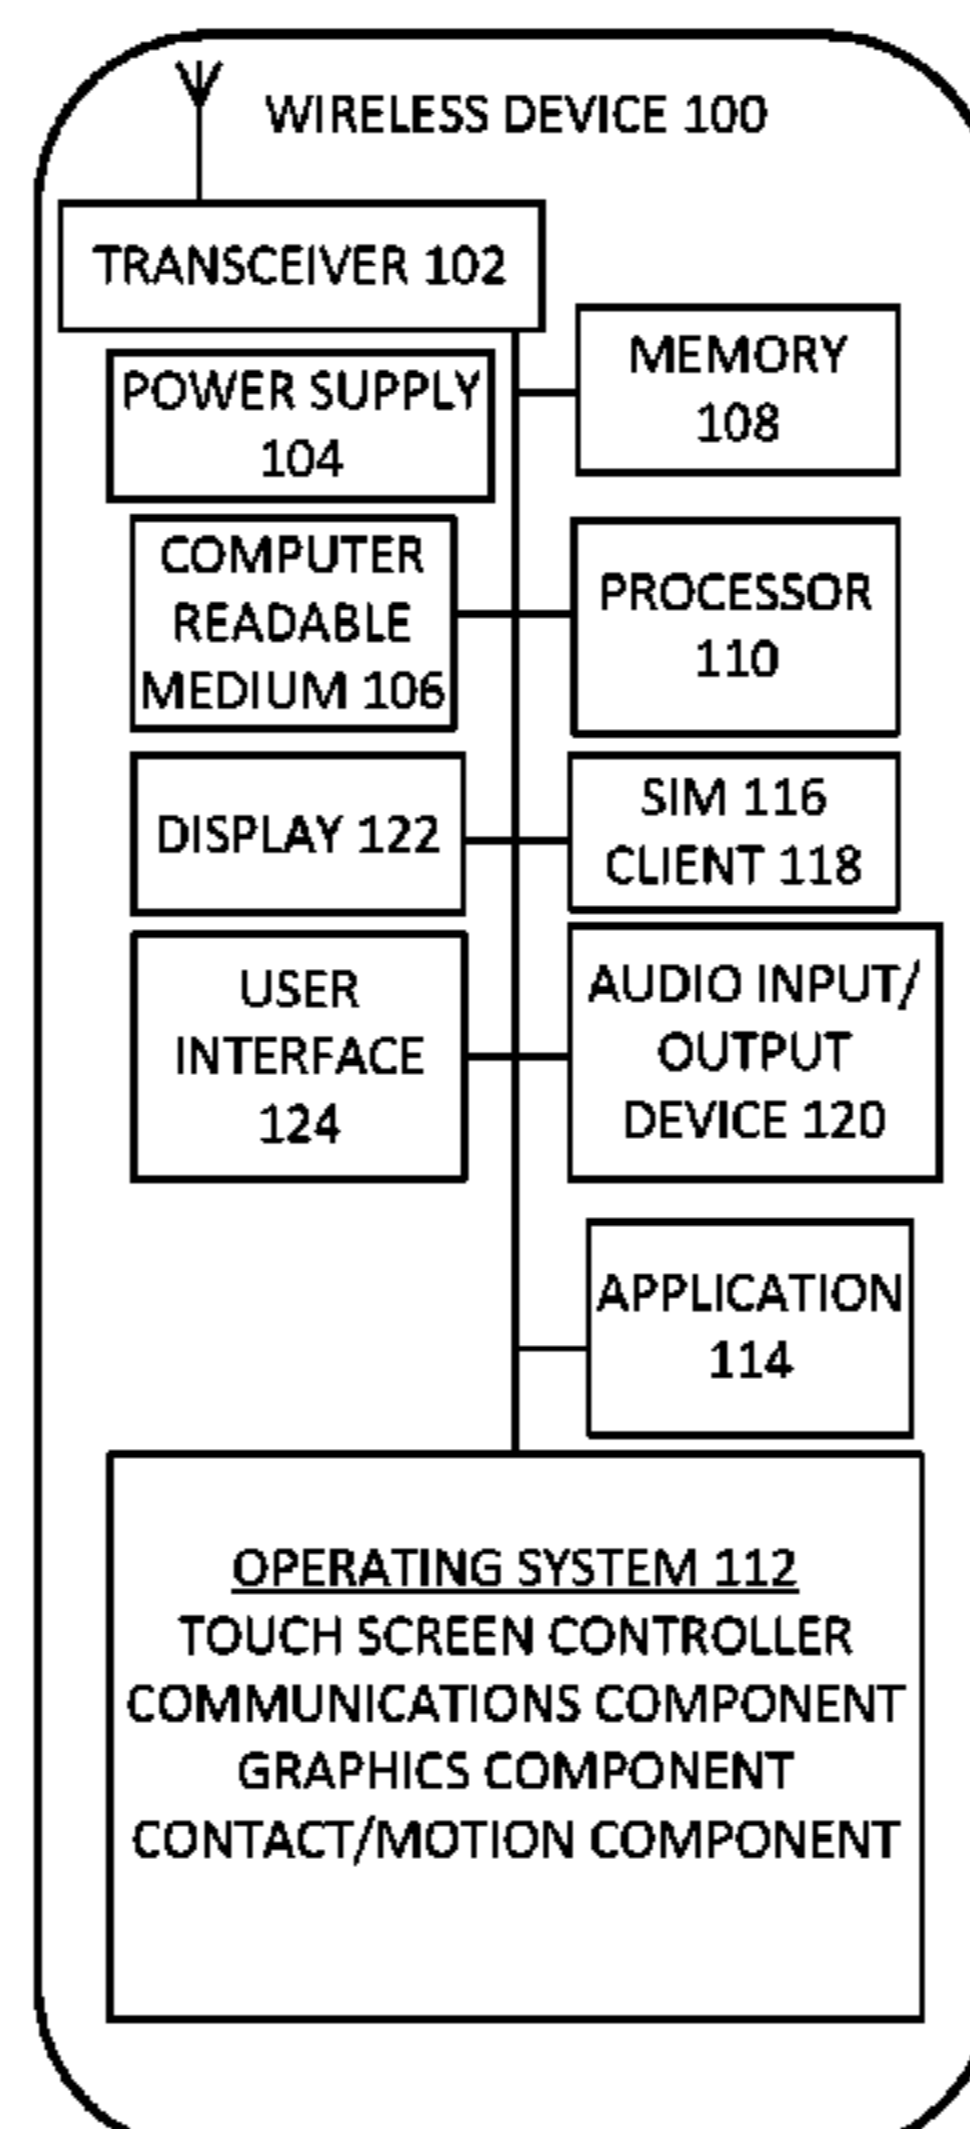 WIRELESS DEVICE 100
TRANSCEIVER 102
POWER SUPPLY
104
MEMORY
108
COMPUTER
READABLE
MEDIUM 106
PROCESSOR
110
DISPLAY 122
SIM 116
CLIENT 118
USER
INTERFACE
124
AUDIO INPUT/
OUTPUT
DEVICE 120
APPLICATION
114
OPERATING SYSTEM 112
TOUCH SCREEN CONTROLLER
COMMUNICATIONS COMPONENT
GRAPHICS COMPONENT
CONTACT/MOTION COMPONENT